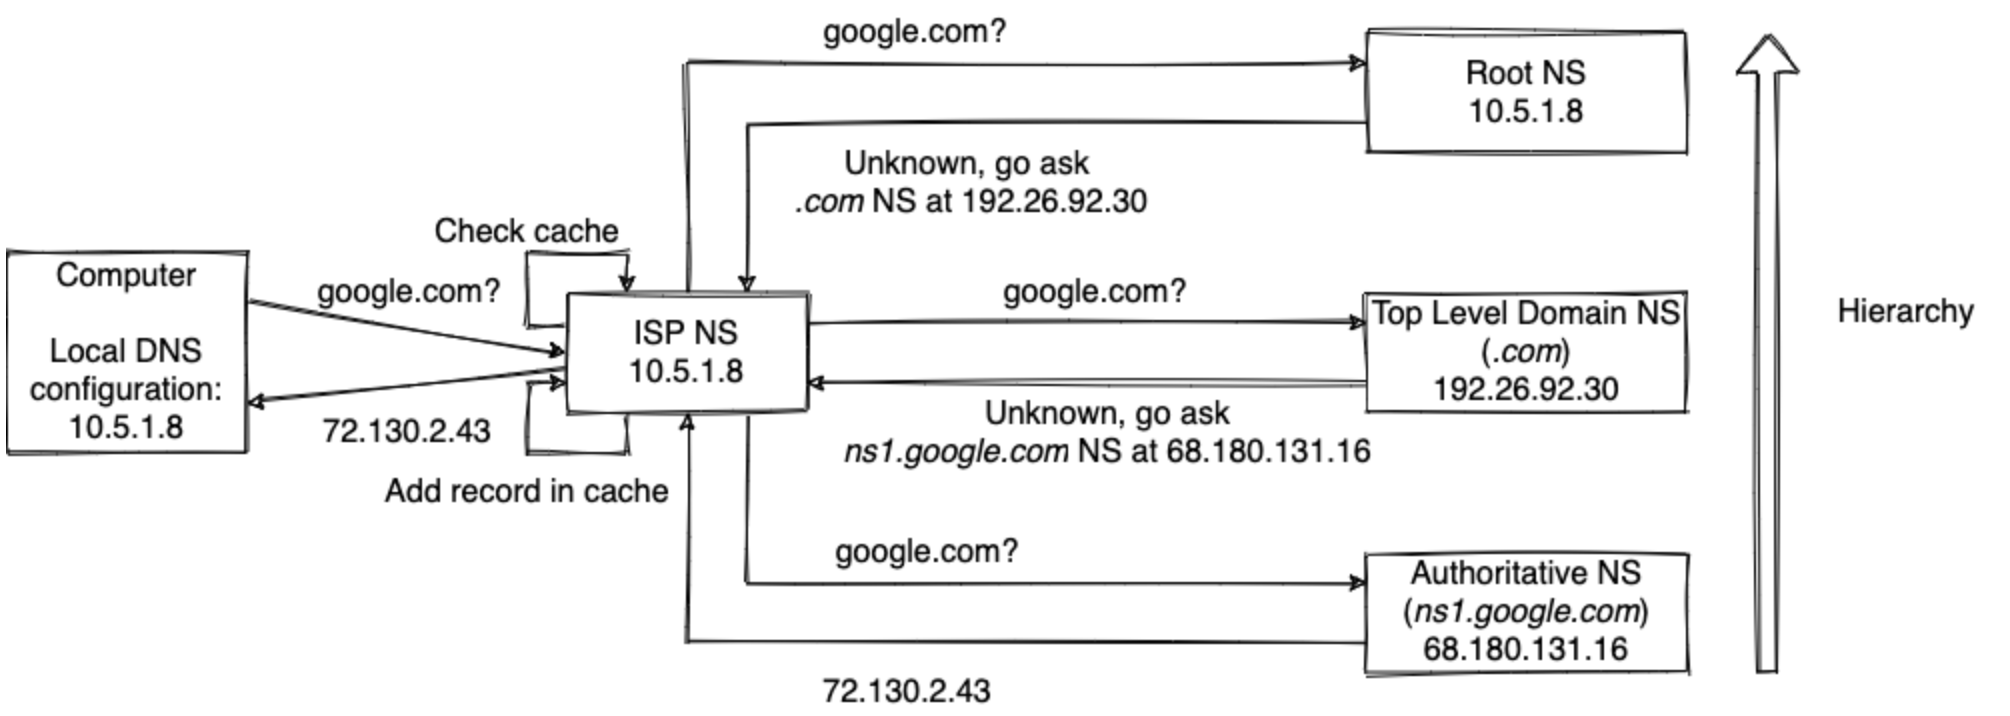 google.com?
Root NS
10.5.1.8
Unknown, go ask
.com NS at 192.26.92.30
Check cache
Computer
Local DNS
configuration:
10.5.1.8
google.com?
72.130.2.43
ISP NS
10.5.1.8
Add record in cache
google.com?
Top Level Domain NS
(.com)
192.26.92.30
Unknown, go ask
ns1.google.com NS at 68.180.131.16
google.com?
Authoritative NS
(ns1.google.com)
68.180.131.16
72.130.2.43
Hierarchy